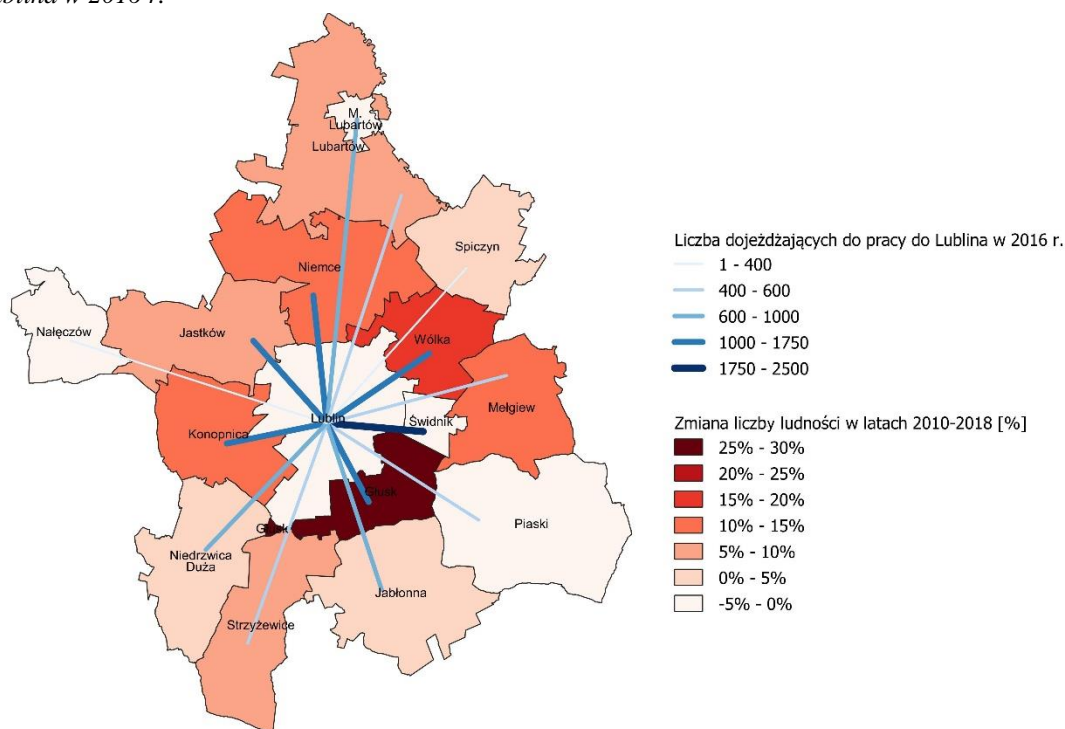 w 2016 r.
M.
Lubartów
Lubartów
Spiczyn
Niemce
Nałęczów
Jastków
Wólka
Mełgiew
Lublin
Świdnik
Konopnica
Głusk
Piaski
Głusk
Niedrzwica
Duża
Jabłonna
Strzyżewice
Liczba dojeżdżających do pracy do Lublina w 2016 r.
1 - 400
400 - 600
600 - 1000
1000 - 1750
1750 - 2500
Zmiana liczby ludności w latach 2010-2018 [%]
25% - 30%
20% - 25%
15% - 20%
10% - 15%
5% - 10%
0% - 5%
-5% - 0%